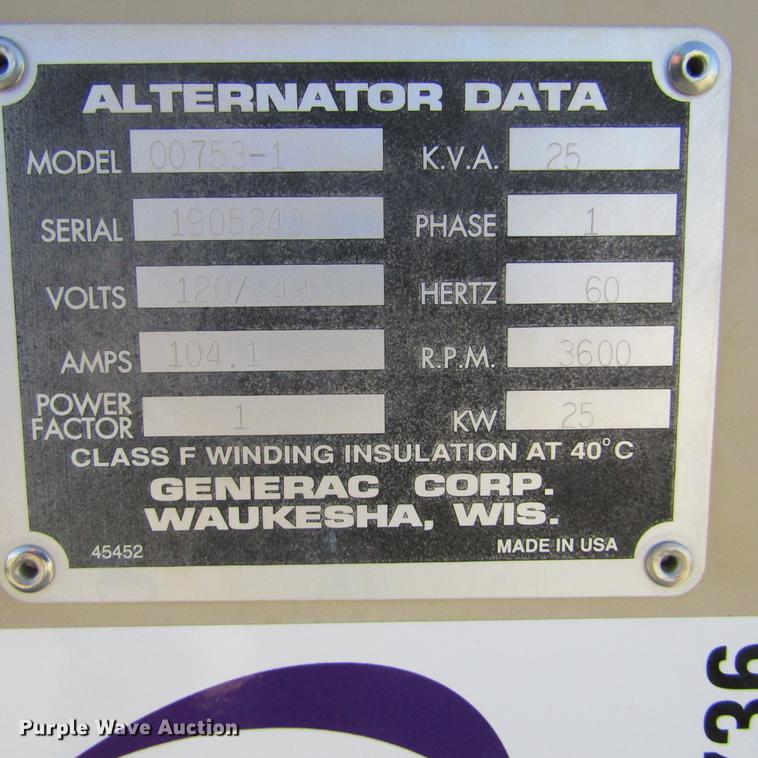 ALTERNATOR DATA
MODEL 00753-1 K.V.A. 25
SERIAL 1905240 PHASE 1
VOLTS 120/240 HERTZ 60
AMPS 104.1 R.P.M. 3600
POWER
FACTOR 1 KW 25
CLASS F WINDING INSULATION AT 40°C
GENERAC CORP.
WAUKESHA, WIS.
45452 MADE IN USA
Purple Wave Auction